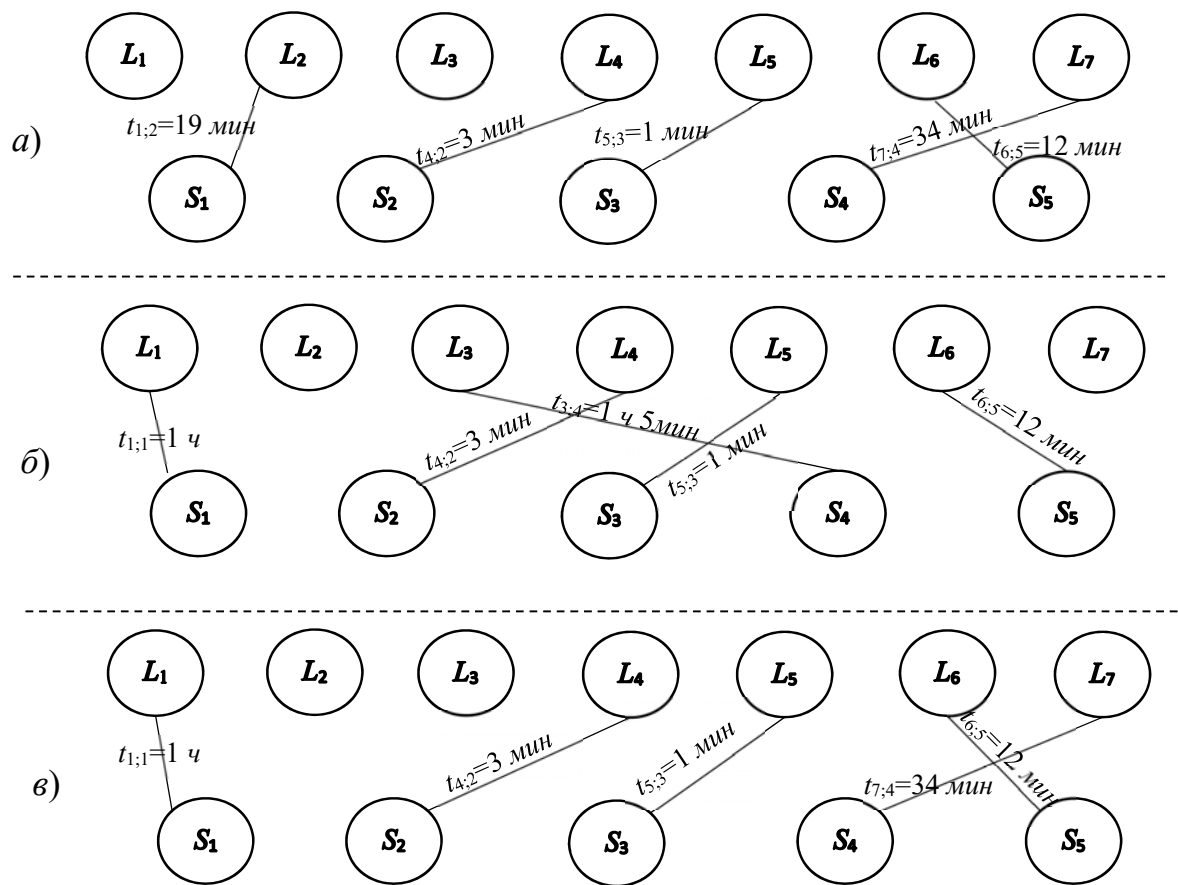 L₁ L₂ L₃ L₄ L₅ L₆ L₇
t₁;₂=19 мин t₄;₂=3 мин t₅;₃=1 мин t₇;₄=34 мин t₆;₅=12 мин
а)
S₁ S₂ S₃ S₄ S₅
L₁ L₂ L₃ L₄ L₅ L₆ L₇
t₁;₁=1 ч t₄;₂=3 мин t₃;₄=1 ч 5мин t₅;₃=1 мин t₆;₅=12 мин
б)
S₁ S₂ S₃ S₄ S₅
L₁ L₂ L₃ L₄ L₅ L₆ L₇
t₁;₁=1 ч t₄;₂=3 мин t₅;₃=1 мин t₇;₄=34 мин t₆;₅=12 мин
в)
S₁ S₂ S₃ S₄ S₅